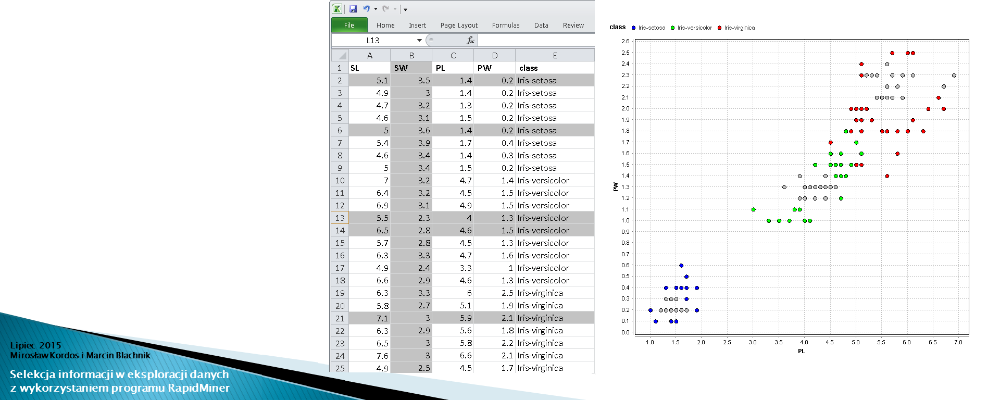 File Home Insert Page Layout Formulas Data Review
L13 fx
A B C D E
1 SL SW PL PW class
2 5.1 3.5 1.4 0.2 Iris-setosa
3 4.9 3 1.4 0.2 Iris-setosa
4 4.7 3.2 1.3 0.2 Iris-setosa
5 4.6 3.1 1.5 0.2 Iris-setosa
6 5 3.6 1.4 0.2 Iris-setosa
7 5.4 3.9 1.7 0.4 Iris-setosa
8 4.6 3.4 1.4 0.3 Iris-setosa
9 5 3.4 1.5 0.2 Iris-setosa
10 7 3.2 4.7 1.4 Iris-versicolor
11 6.4 3.2 4.5 1.5 Iris-versicolor
12 6.9 3.1 4.9 1.5 Iris-versicolor
13 5.5 2.3 4 1.3 Iris-versicolor
14 6.5 2.8 4.6 1.5 Iris-versicolor
15 5.7 2.8 4.5 1.3 Iris-versicolor
16 6.3 3.3 4.7 1.6 Iris-versicolor
17 4.9 2.4 3.3 1 Iris-versicolor
18 6.6 2.9 4.6 1.3 Iris-versicolor
19 6.3 3.3 6 2.5 Iris-virginica
20 5.8 2.7 5.1 1.9 Iris-virginica
21 7.1 3 5.9 2.1 Iris-virginica
22 6.3 2.9 5.6 1.8 Iris-virginica
23 6.5 3 5.8 2.2 Iris-virginica
24 7.6 3 6.6 2.1 Iris-virginica
25 4.9 2.5 4.5 1.7 Iris-virginica
class Iris-setosa Iris-versicolor Iris-virginica
2.6
2.5
2.4
2.3
2.2
2.1
2.0
1.9
1.8
1.7
1.6
1.5
1.4
1.3
1.2
1.1
1.0
0.9
0.8
0.7
0.6
0.5
0.4
0.3
0.2
0.1
0.0
PW
1.0 1.5 2.0 2.5 3.0 3.5 4.0 4.5 5.0 5.5 6.0 6.5 7.0
PL
Lipiec 2015
Mirosław Kordos i Marcin Blachnik
Selekcja informacji w eksploracji danych
z wykorzystaniem programu RapidMiner